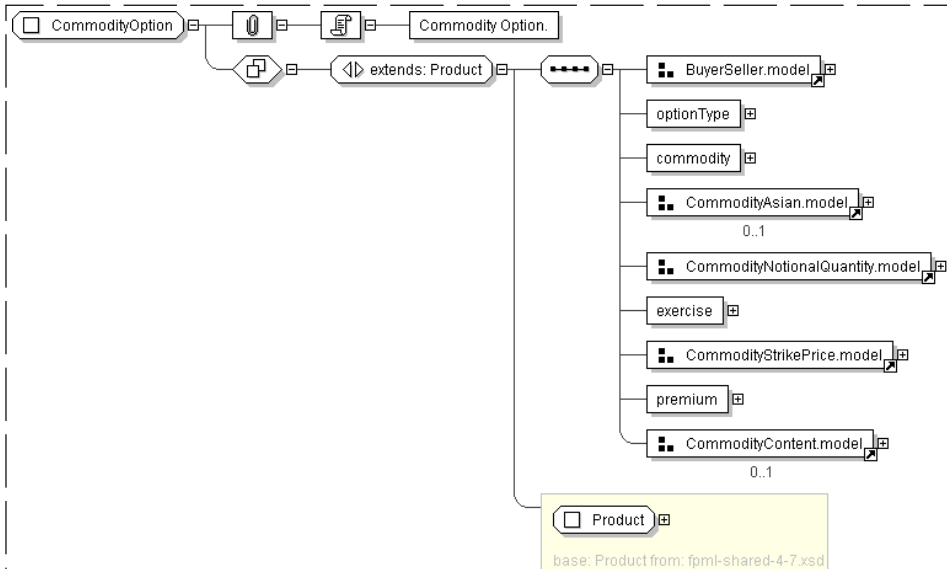 CommodityOption
Commodity Option.
extends: Product
BuyerSeller.model
optionType
commodity
CommodityAsian.model
0..1
CommodityNotionalQuantity.model
exercise
CommodityStrikePrice.model
premium
CommodityContent.model
0..1
Product
base: Product from: fpml-shared-4-7.xsd